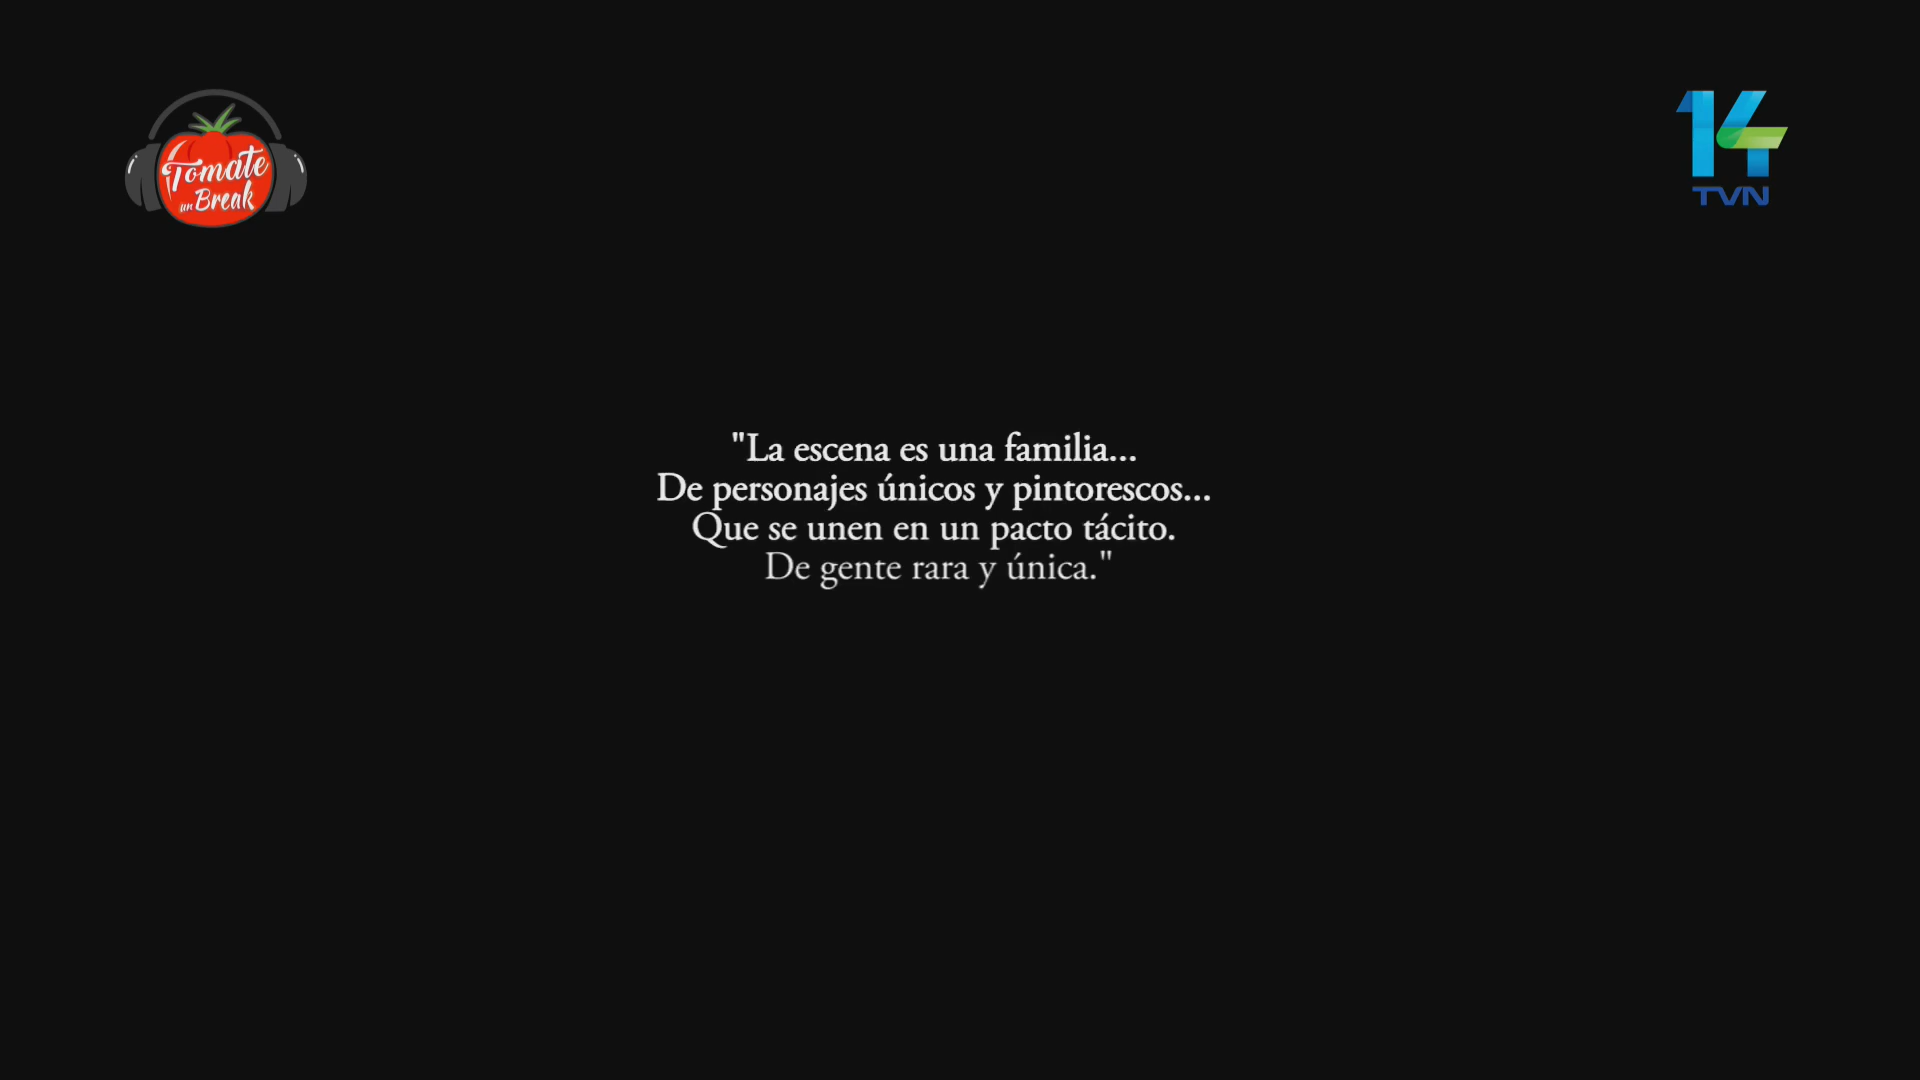 Tomate
un Break
14
TVN
"La escena es una familia...
De personajes únicos y pintorescos...
Que se unen en un pacto tácito.
De gente rara y única."